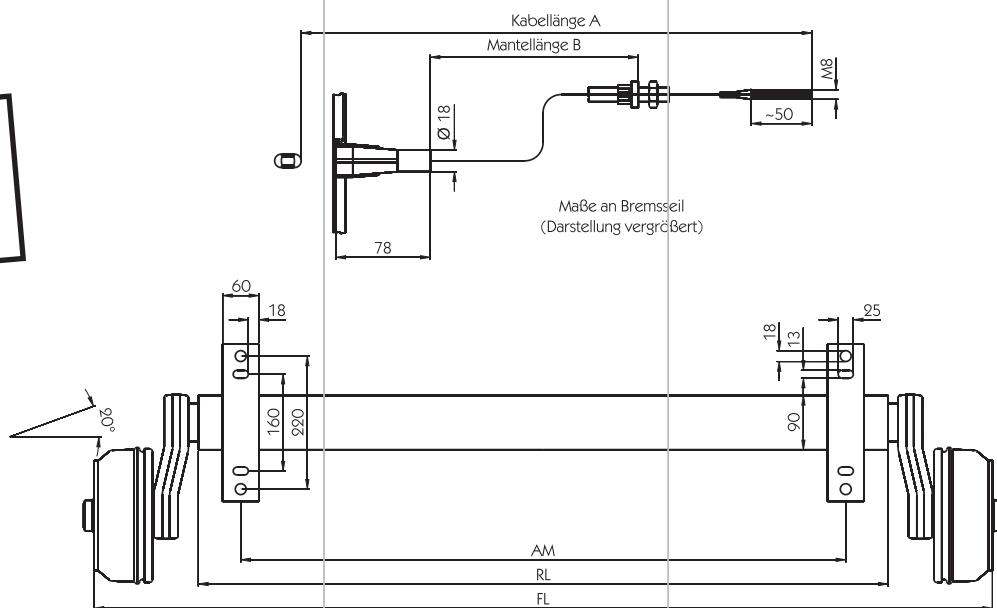 Kabellänge A
Mantellänge B
M8
~50
Ø 18
Maße an Bremsseil
(Darstellung vergrößert)
78
60
18
25
18
13
20°
160
220
90
AM
RL
FL